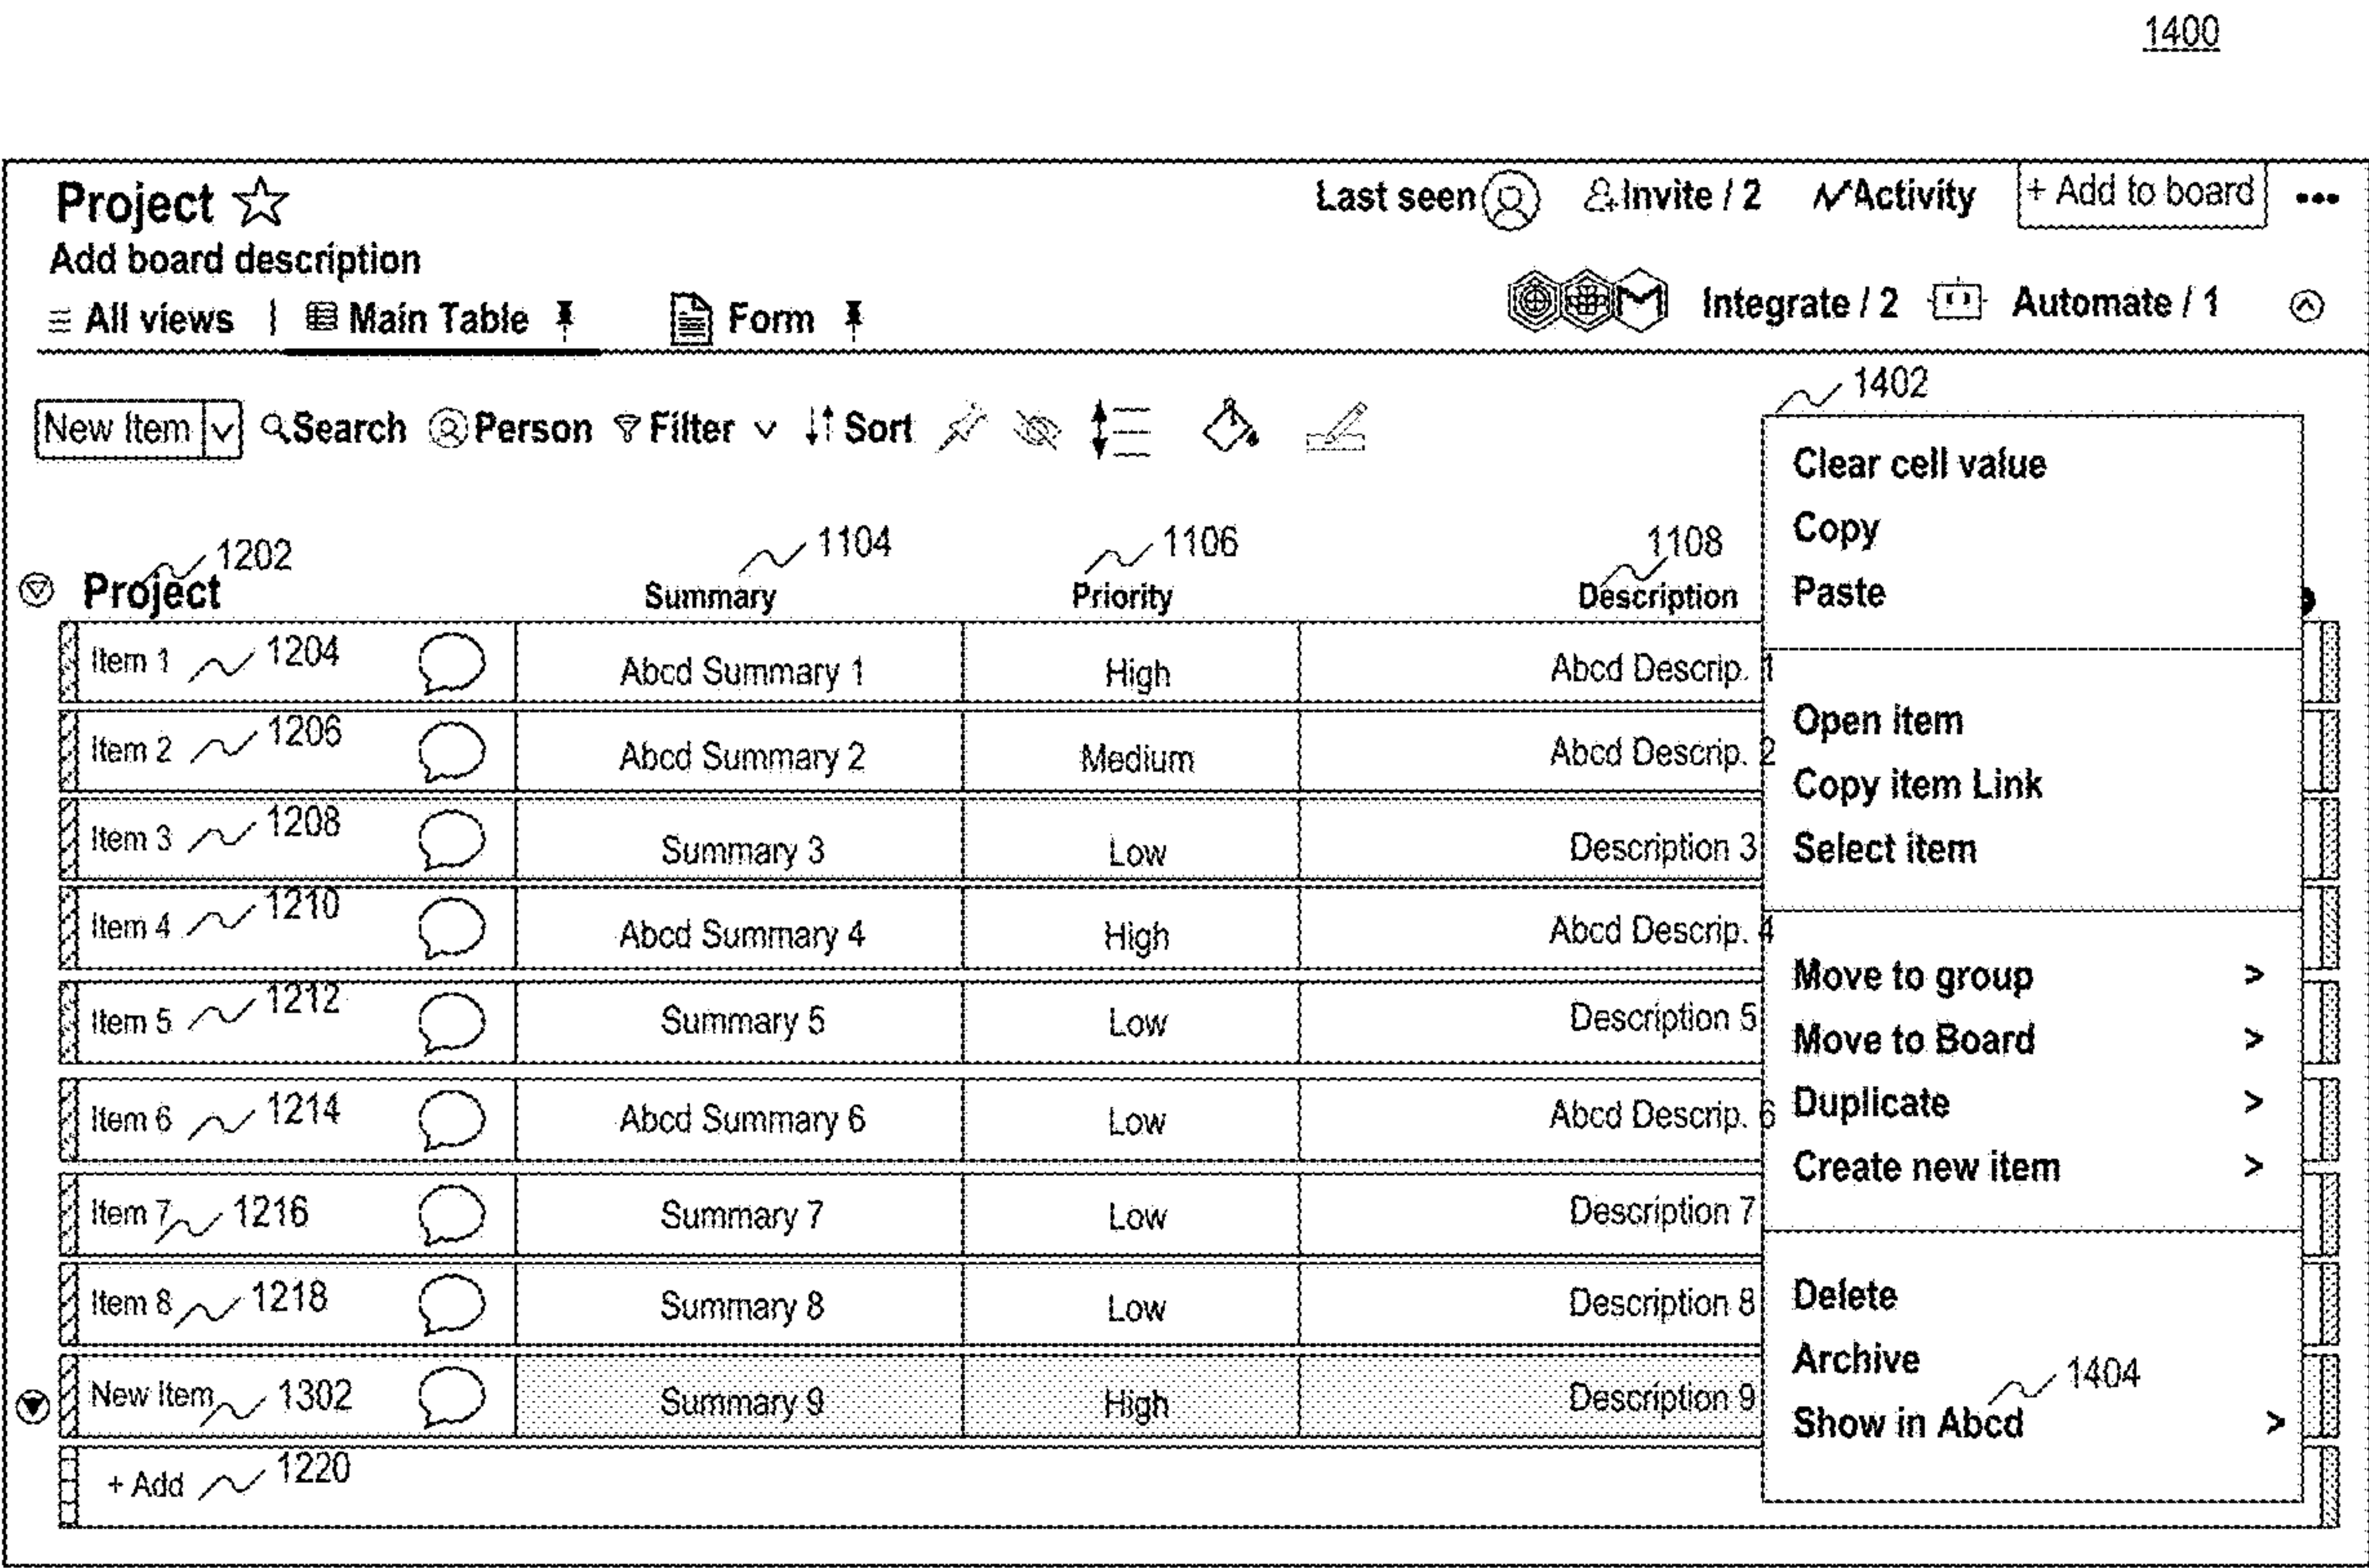 1400
Project
Last seen Invite / 2 Activity + Add to board
Add board description
All views | Main Table Form
Integrate / 2 Automate / 1
1402
New Item Search Person Filter Sort
Clear cell value
Copy
Paste
1202 1104 1106 1108
Project Summary Priority Description
Item 1 1204 Abcd Summary 1 High Abcd Descrip. 1
Open item
Item 2 1206 Abcd Summary 2 Medium Abcd Descrip. 2
Copy item Link
Item 3 1208 Summary 3 Low Description 3
Select item
Item 4 1210 Abcd Summary 4 High Abcd Descrip. 4
Move to group >
Item 5 1212 Summary 5 Low Description 5
Move to Board >
Item 6 1214 Abcd Summary 6 Low Abcd Descrip. 6
Duplicate >
Create new item >
Item 7 1216 Summary 7 Low Description 7
Item 8 1218 Summary 8 Low Description 8
Delete
Archive
1404
New Item 1302 Summary 9 High Description 9
Show in Abcd >
+ Add 1220